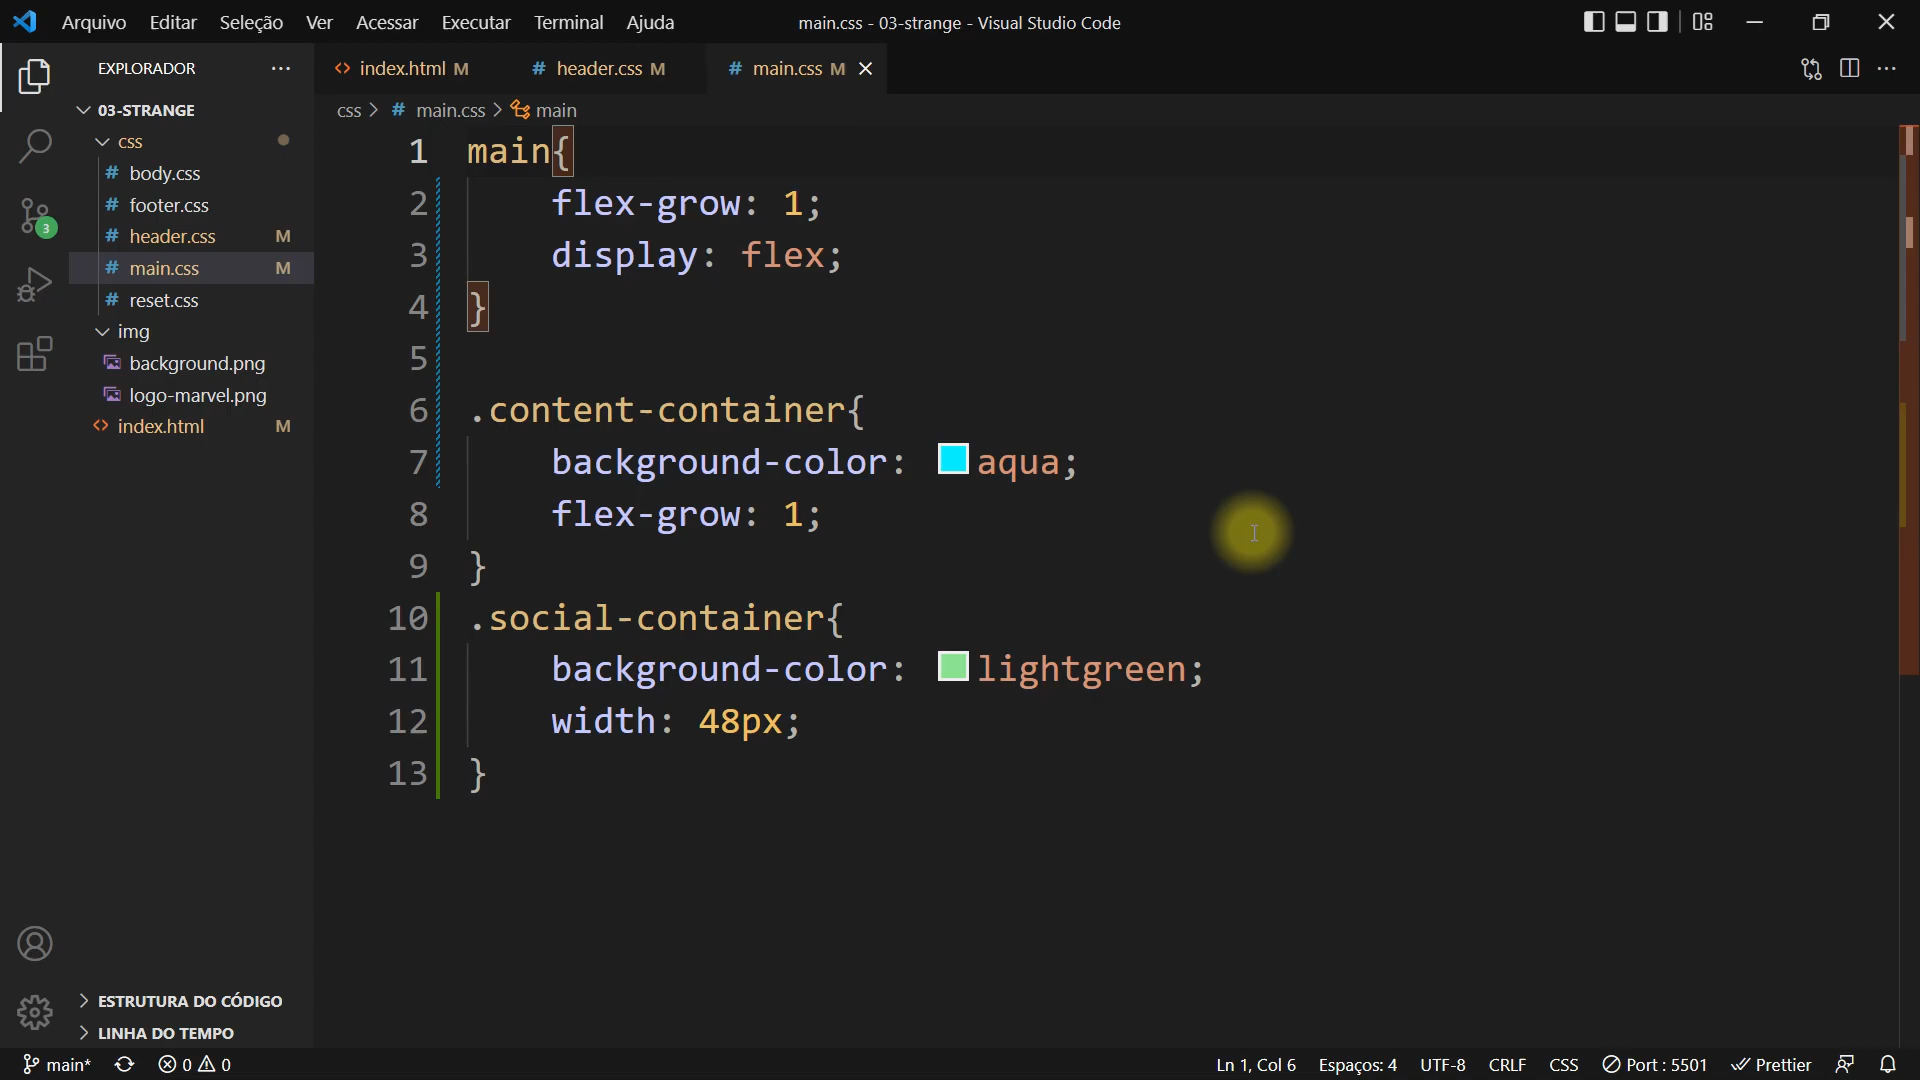 Arquivo Editar Seleção Ver Acessar Executar Terminal Ajuda
main.css - 03-strange - Visual Studio Code
EXPLORADOR ...
<> index.html M # header.css M # main.css M
03-STRANGE
css > # main.css > main
css
# body.css
# footer.css
# header.css M
# main.css M
# reset.css
img
background.png
logo-marvel.png
<> index.html M
3
1 main{
2 flex-grow: 1;
3 display: flex;
4 }
5
6 .content-container{
7 background-color: aqua;
8 flex-grow: 1;
9 }
10 .social-container{
11 background-color: lightgreen;
12 width: 48px;
13 }
ESTRUTURA DO CÓDIGO
LINHA DO TEMPO
main* 0 0 Ln 1, Col 6 Espaços: 4 UTF-8 CRLF CSS Port : 5501 Prettier